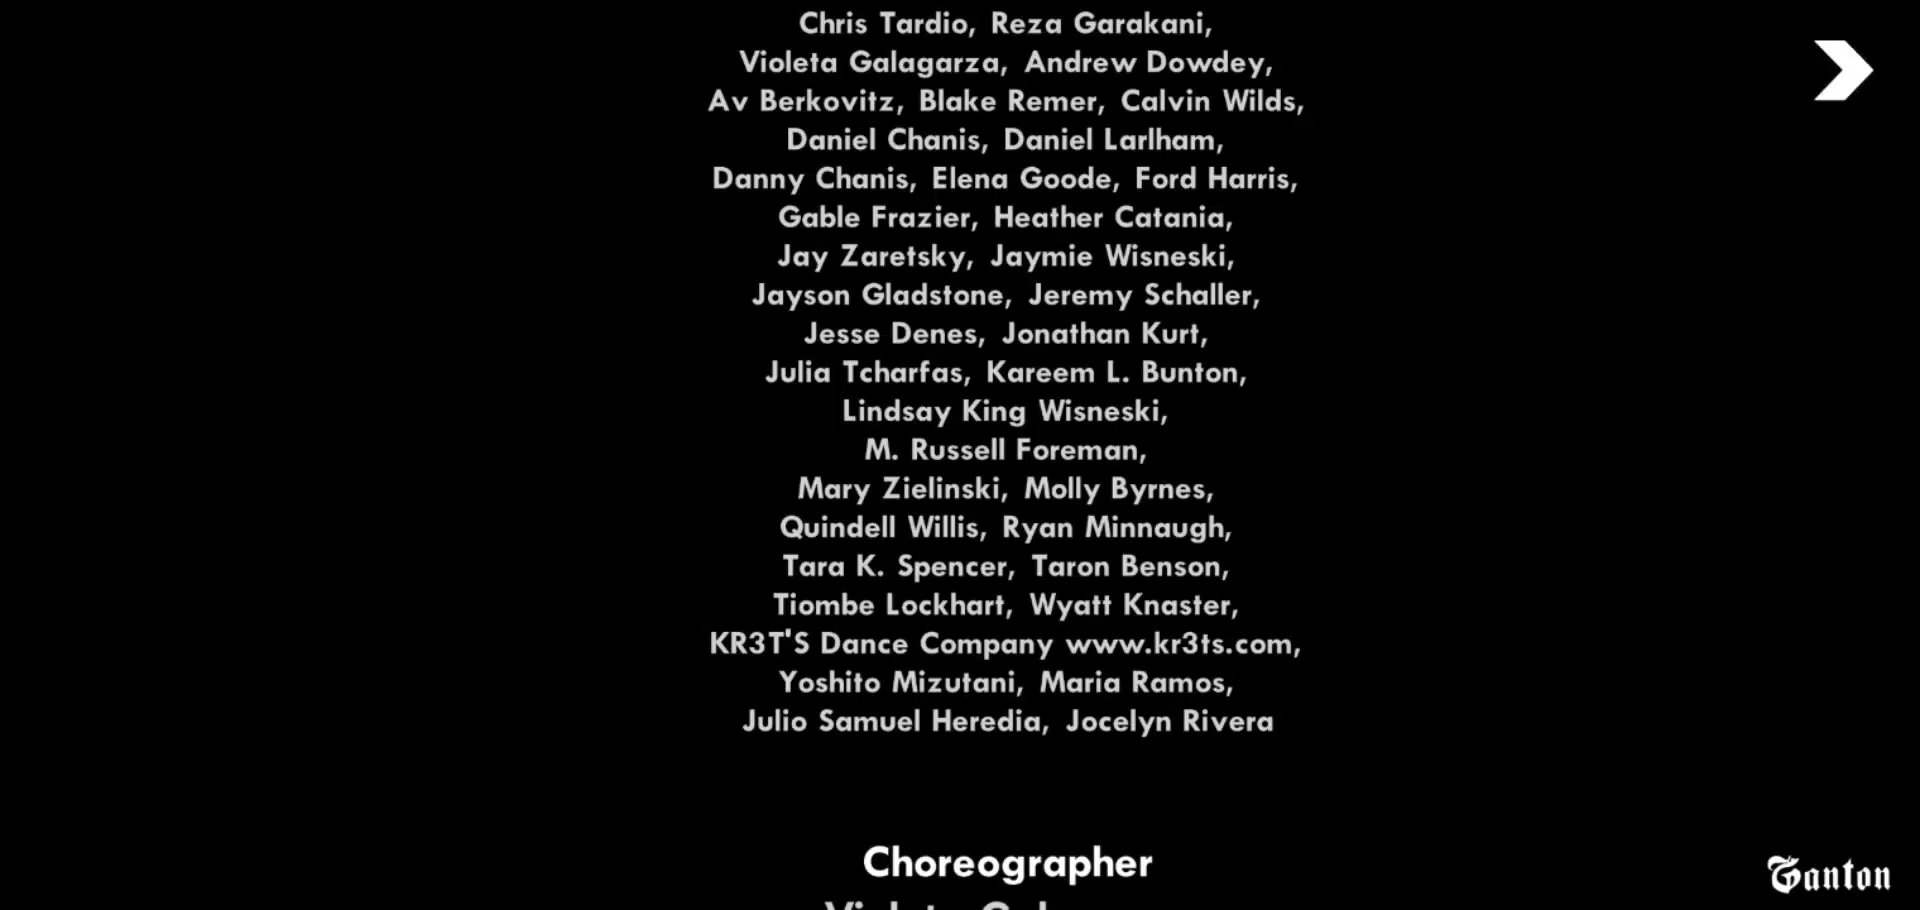 Chris Tardio, Reza Garakani,
Violeta Galagarza, Andrew Dowdey,
Av Berkovitz, Blake Remer, Calvin Wilds,
Daniel Chanis, Daniel Larlham,
Danny Chanis, Elena Goode, Ford Harris,
Gable Frazier, Heather Catania,
Jay Zaretsky, Jaymie Wisneski,
Jayson Gladstone, Jeremy Schaller,
Jesse Denes, Jonathan Kurt,
Julia Tcharfas, Kareem L. Bunton,
Lindsay King Wisneski,
M. Russell Foreman,
Mary Zielinski, Molly Byrnes,
Quindell Willis, Ryan Minnaugh,
Tara K. Spencer, Taron Benson,
Tiombe Lockhart, Wyatt Knaster,
KR3T'S Dance Company www.kr3ts.com,
Yoshito Mizutani, Maria Ramos,
Julio Samuel Heredia, Jocelyn Rivera
Choreographer
Ganton